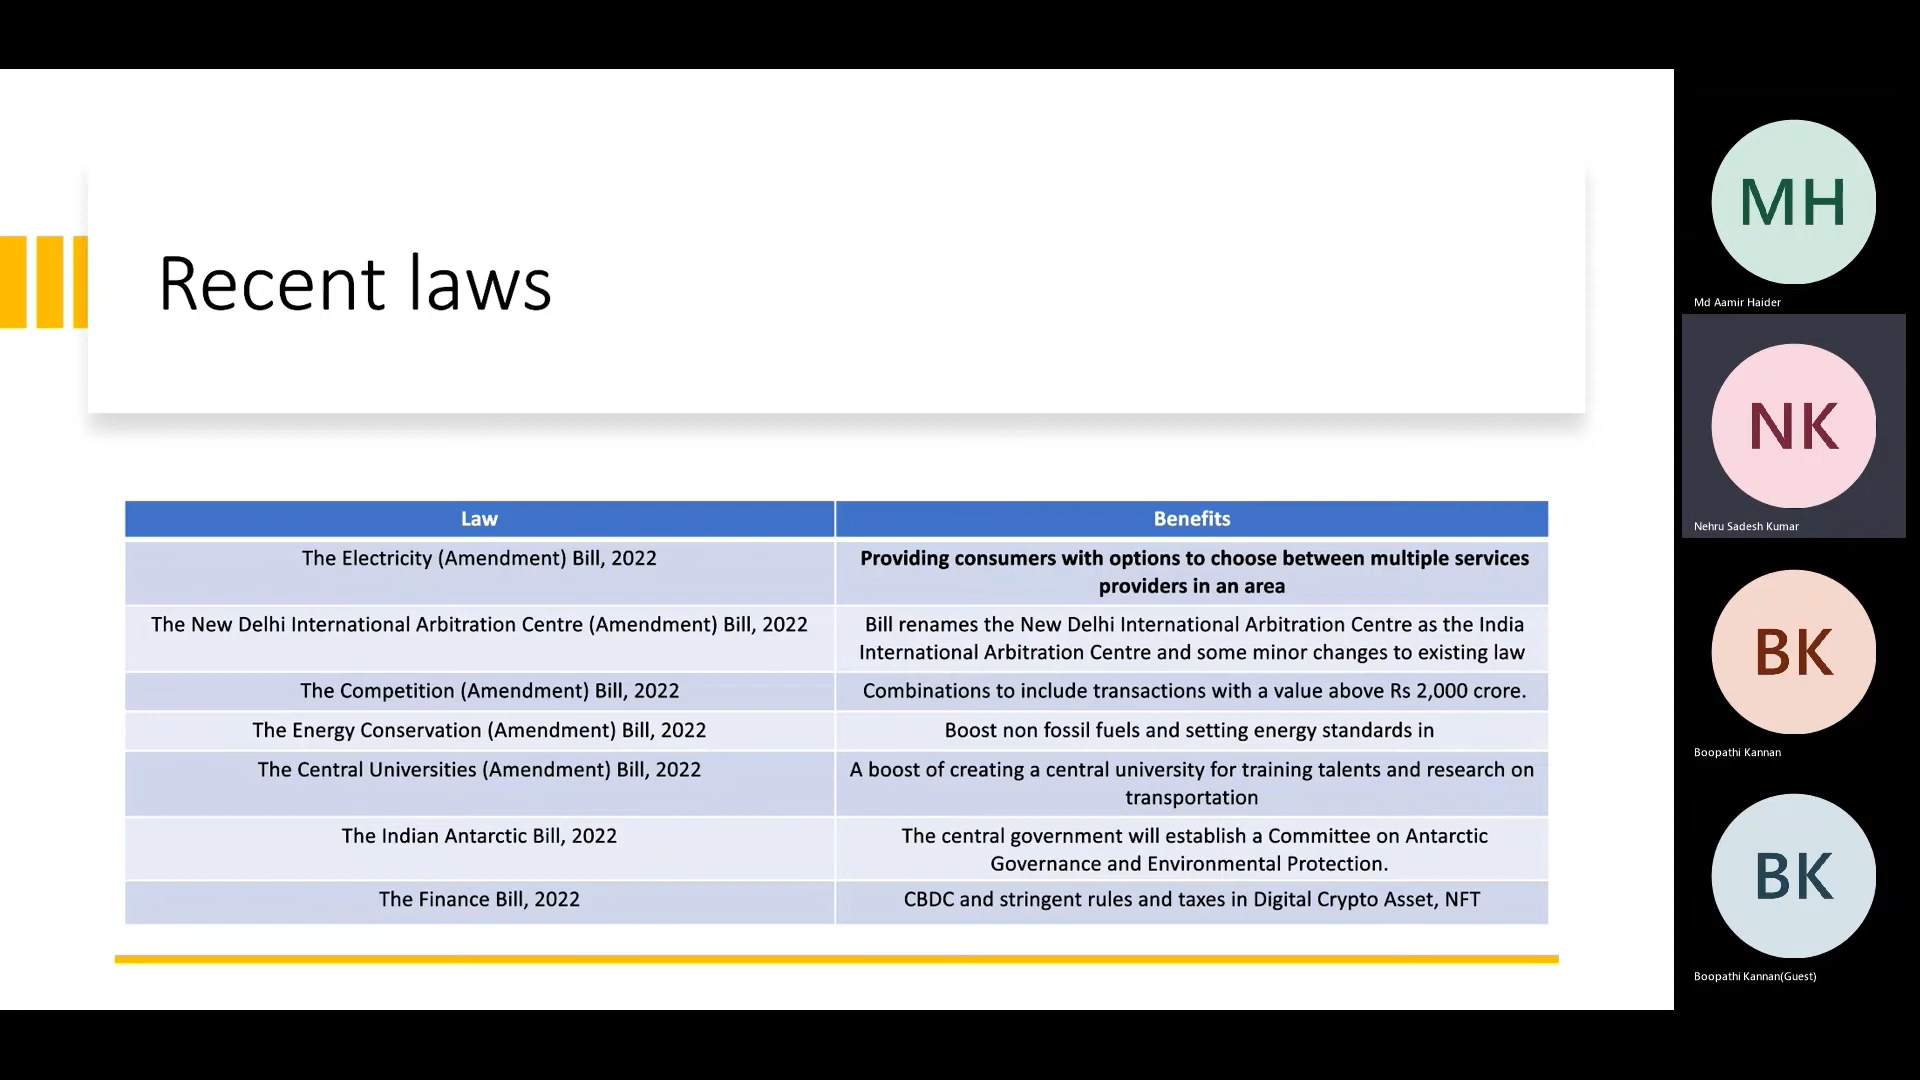 Recent laws
Law
Benefits
The Electricity (Amendment) Bill, 2022
Providing consumers with options to choose between multiple services
providers in an area
The New Delhi International Arbitration Centre (Amendment) Bill, 2022
Bill renames the New Delhi International Arbitration Centre as the India
International Arbitration Centre and some minor changes to existing law
The Competition (Amendment) Bill, 2022
Combinations to include transactions with a value above Rs 2,000 crore.
The Energy Conservation (Amendment) Bill, 2022
Boost non fossil fuels and setting energy standards in
The Central Universities (Amendment) Bill, 2022
A boost of creating a central university for training talents and research on
transportation
The Indian Antarctic Bill, 2022
The central government will establish a Committee on Antarctic
Governance and Environmental Protection.
The Finance Bill, 2022
CBDC and stringent rules and taxes in Digital Crypto Asset, NFT
MH
Md Aamir Haider
NK
Nehru Sadesh Kumar
BK
Boopathi Kannan
BK
Boopathi Kannan(Guest)